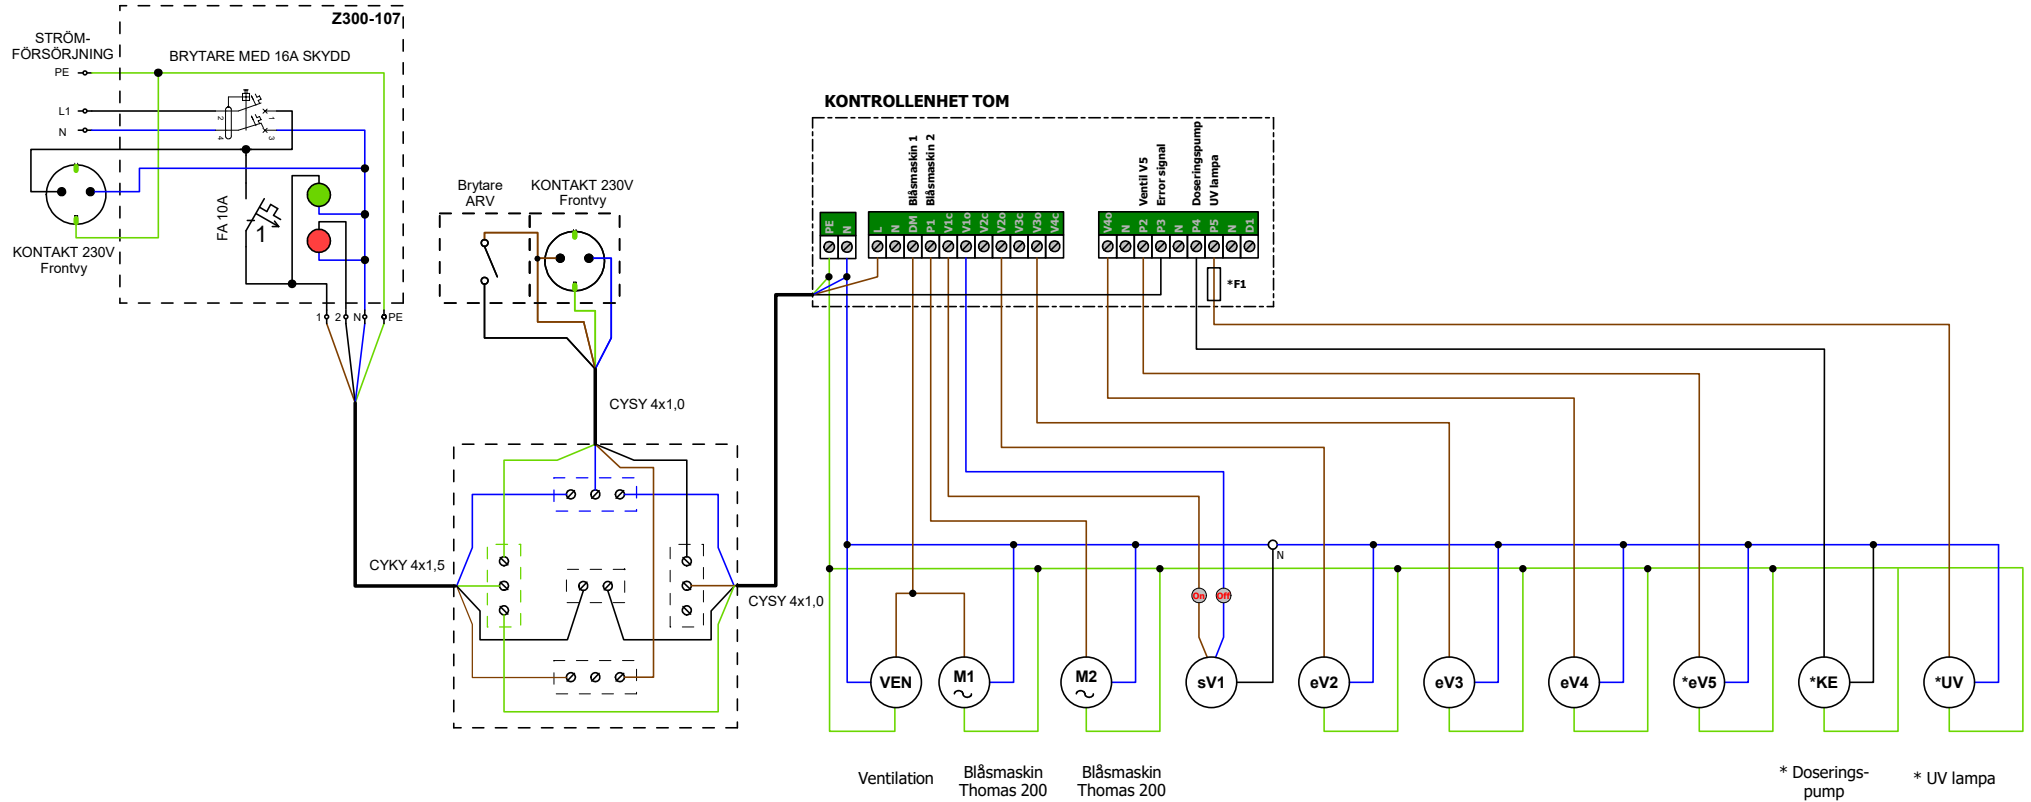 Z300-107
STRÖM-
FÖRSÖRJNING
BRYTARE MED 16A SKYDD
PE
L1
N
2
1
4
3
KONTAKT 230V
Frontvy
FA 10A
1
1
2
N
PE
Brytare
ARV
KONTAKT 230V
Frontvy
CYSY 4x1,0
CYKY 4x1,5
CYSY 4x1,0
KONTROLLENHET TOM
Blåsmaskin 1
Blåsmaskin 2
Ventil V5
Error signal
Doseringspump
UV lampa
PE
N
L
N
DM
P1
V1c
V1o
V2c
V2o
V3c
V3o
V4c
V4o
N
P2
P3
N
P4
P5
N
D1
*F1
N
On
Off
VEN
M1
M2
sV1
eV2
eV3
eV4
*eV5
*KE
*UV
Ventilation
Blåsmaskin
Thomas 200
Blåsmaskin
Thomas 200
* Doserings-
pump
* UV lampa